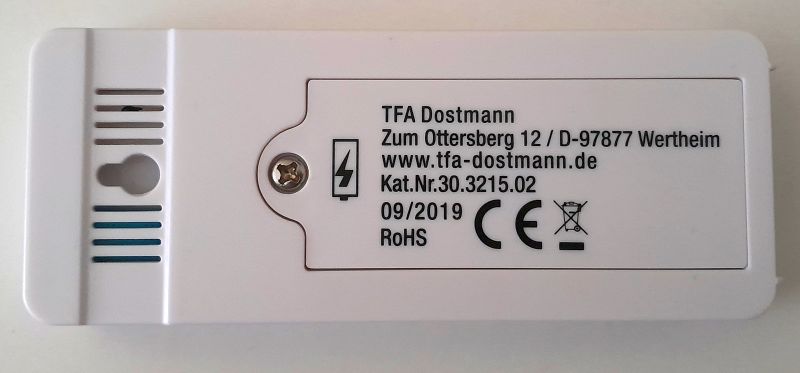 TFA Dostmann
Zum Ottersberg 12 / D-97877 Wertheim
www.tfa-dostmann.de
Kat.Nr.30.3215.02
09/2019 CE
RoHS